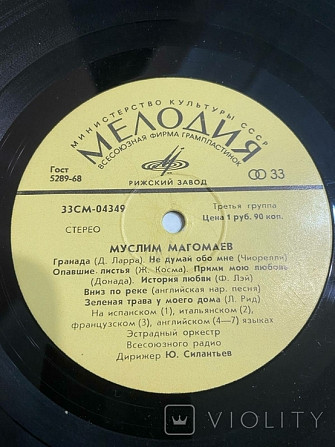 МИНИСТЕРСТВО КУЛЬТУРЫ СССР
МЕЛОДИЯ
ВСЕСОЮЗНАЯ ФИРМА ГРАМПЛАСТИНОК
РИЖСКИЙ ЗАВОД
Гост
5289-68
33
33СМ-04349
СТЕРЕО
Третья группа
Цена 1 руб. 90 коп.
МУСЛИМ МАГОМАЕВ
Гранада (Д. Ларра). Не думай обо мне (Чиорелли)
Опавшие листья (Ж. Косма). Прими мою любовь
(Донада). История любви (Ф. Лэй)
Вниз по реке (английская нар. песня)
Зеленая трава у моего дома (Л. Рид)
На испанском (1), итальянском (2),
французском (3), английском (4—7) языках
Эстрадный оркестр
Всесоюзного радио
Дирижер Ю. Силантьев
VIOLITY